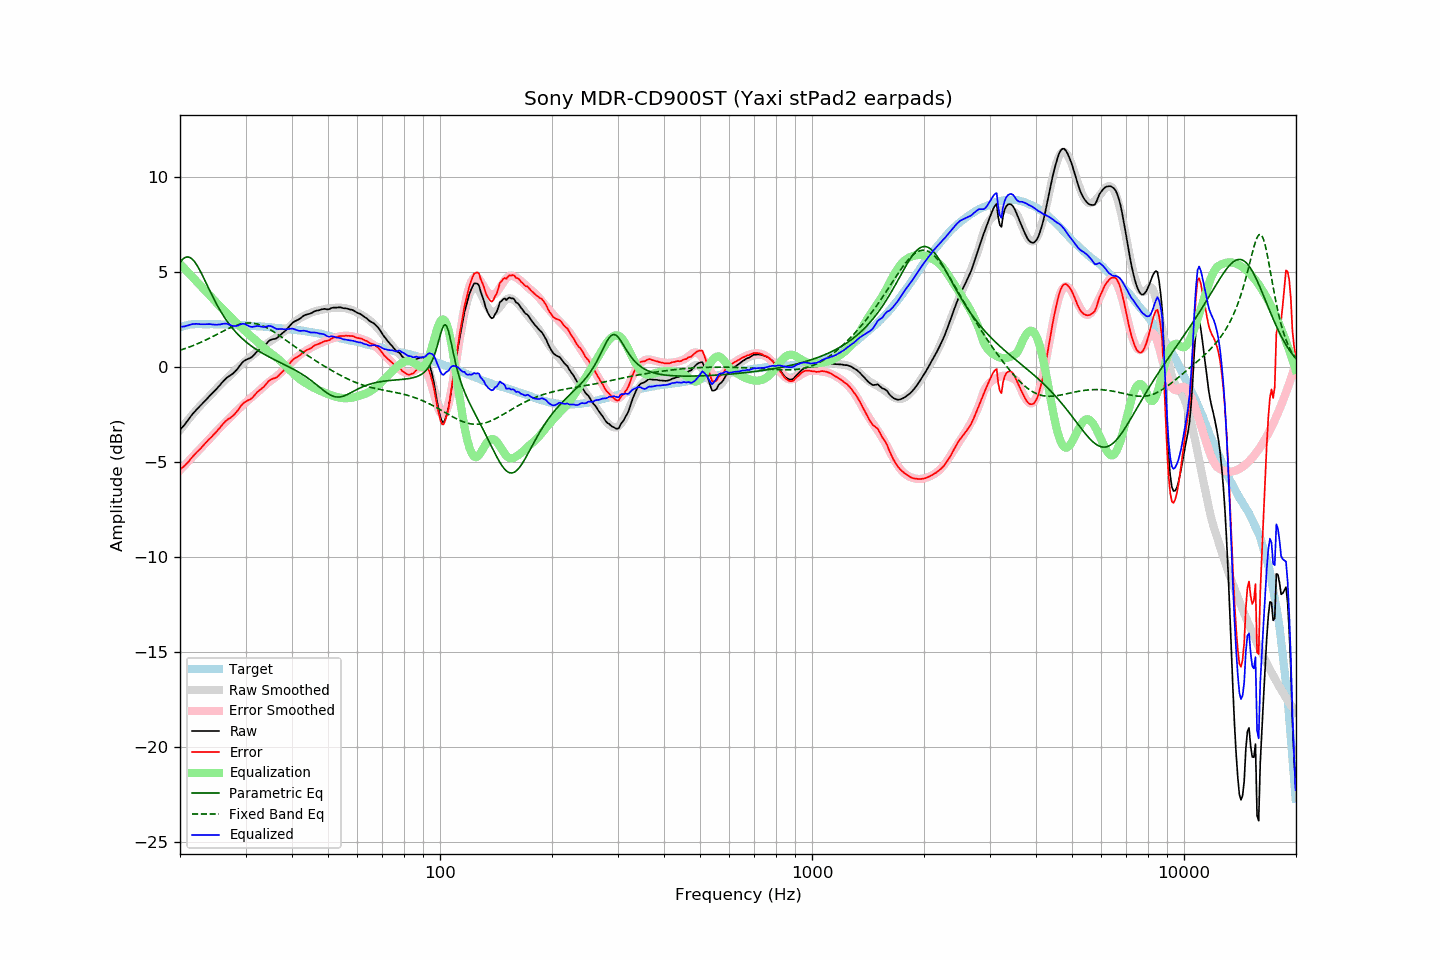 Sony MDR-CD900ST (Yaxi stPad2 earpads)
Amplitude (dBr)
10
5
0
−5
−10
−15
−20
−25
Target
Raw Smoothed
Error Smoothed
Raw
Error
Equalization
Parametric Eq
Fixed Band Eq
Equalized
100 1000 10000
Frequency (Hz)